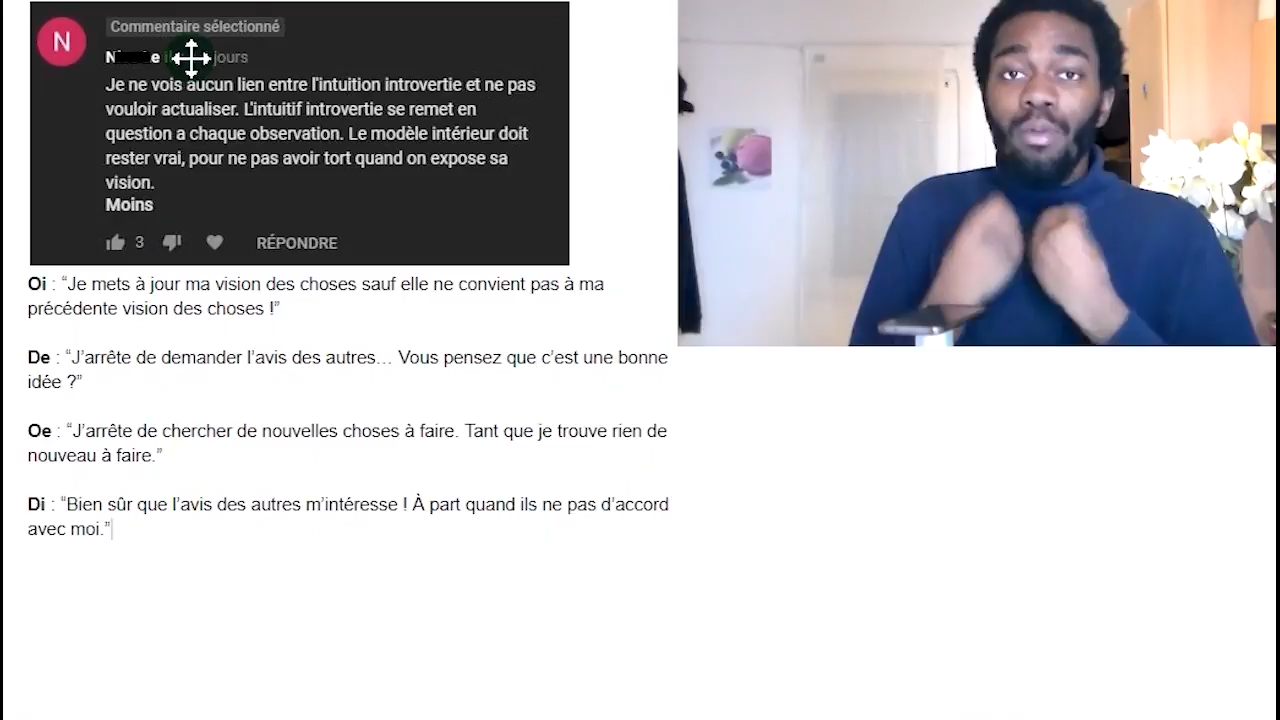 N
Commentaire sélectionné
jours
Je ne vois aucun lien entre l'intuition introvertie et ne pas
vouloir actualiser. L'intuitif introvertie se remet en
question a chaque observation. Le modèle intérieur doit
rester vrai, pour ne pas avoir tort quand on expose sa
vision.
Moins
3 RÉPONDRE
Oi : “Je mets à jour ma vision des choses sauf elle ne convient pas à ma
précédente vision des choses !”
De : “J’arrête de demander l’avis des autres… Vous pensez que c’est une bonne
idée ?”
Oe : “J’arrête de chercher de nouvelles choses à faire. Tant que je trouve rien de
nouveau à faire.”
Di : “Bien sûr que l’avis des autres m’intéresse ! À part quand ils ne pas d’accord
avec moi.”